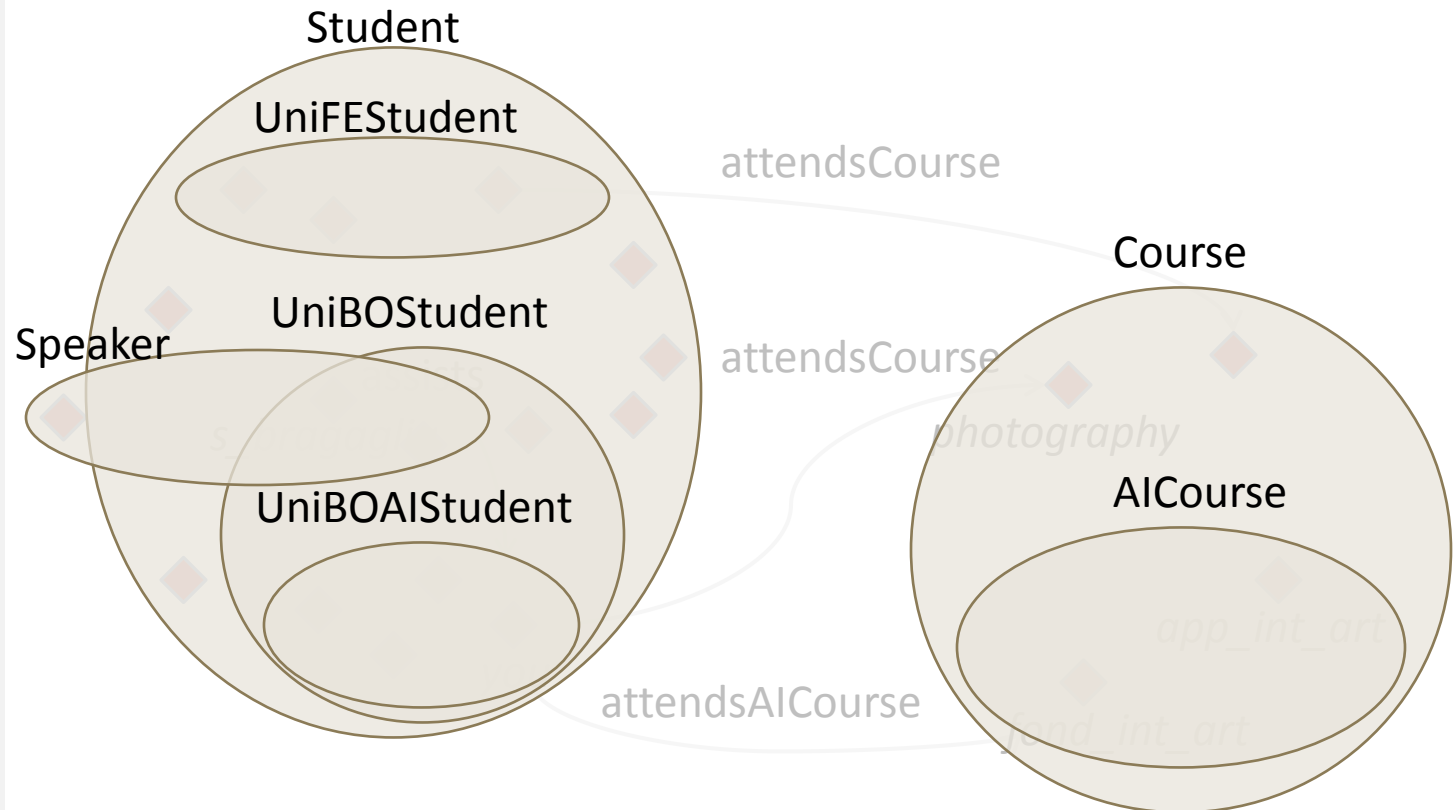 Student
UniFEStudent
attendsCourse
Course
UniBOStudent
Speaker
attendsCourse
photography
AICourse
UniBOAIStudent
app_int_art
attendsAICourse
fond_int_art